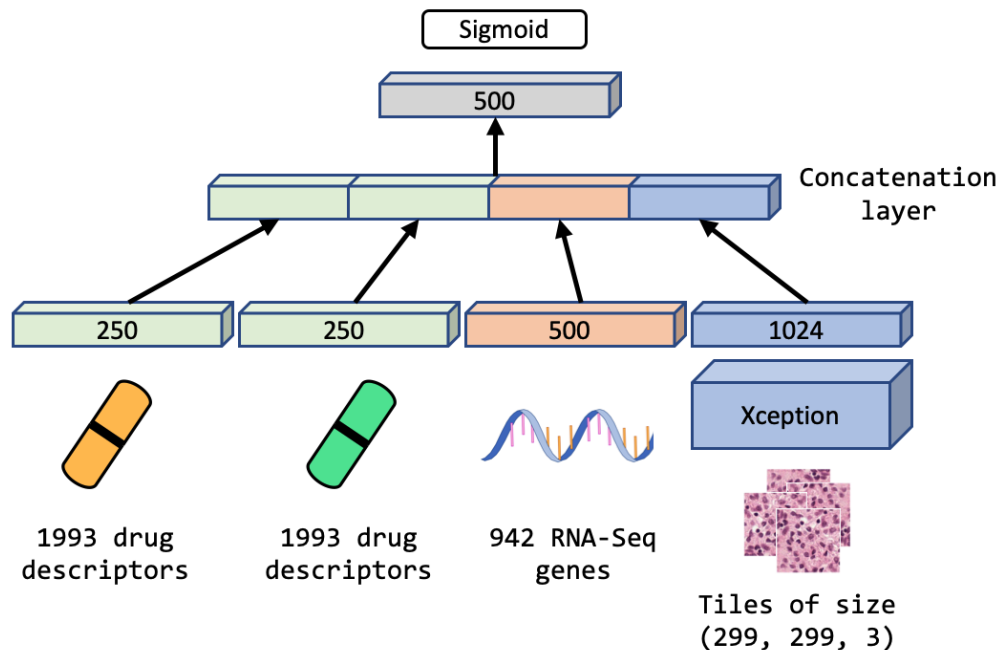 Sigmoid
500
Concatenation
layer
250
250
500
1024
Xception
1993 drug
descriptors
1993 drug
descriptors
942 RNA-Seq
genes
Tiles of size
(299, 299, 3)